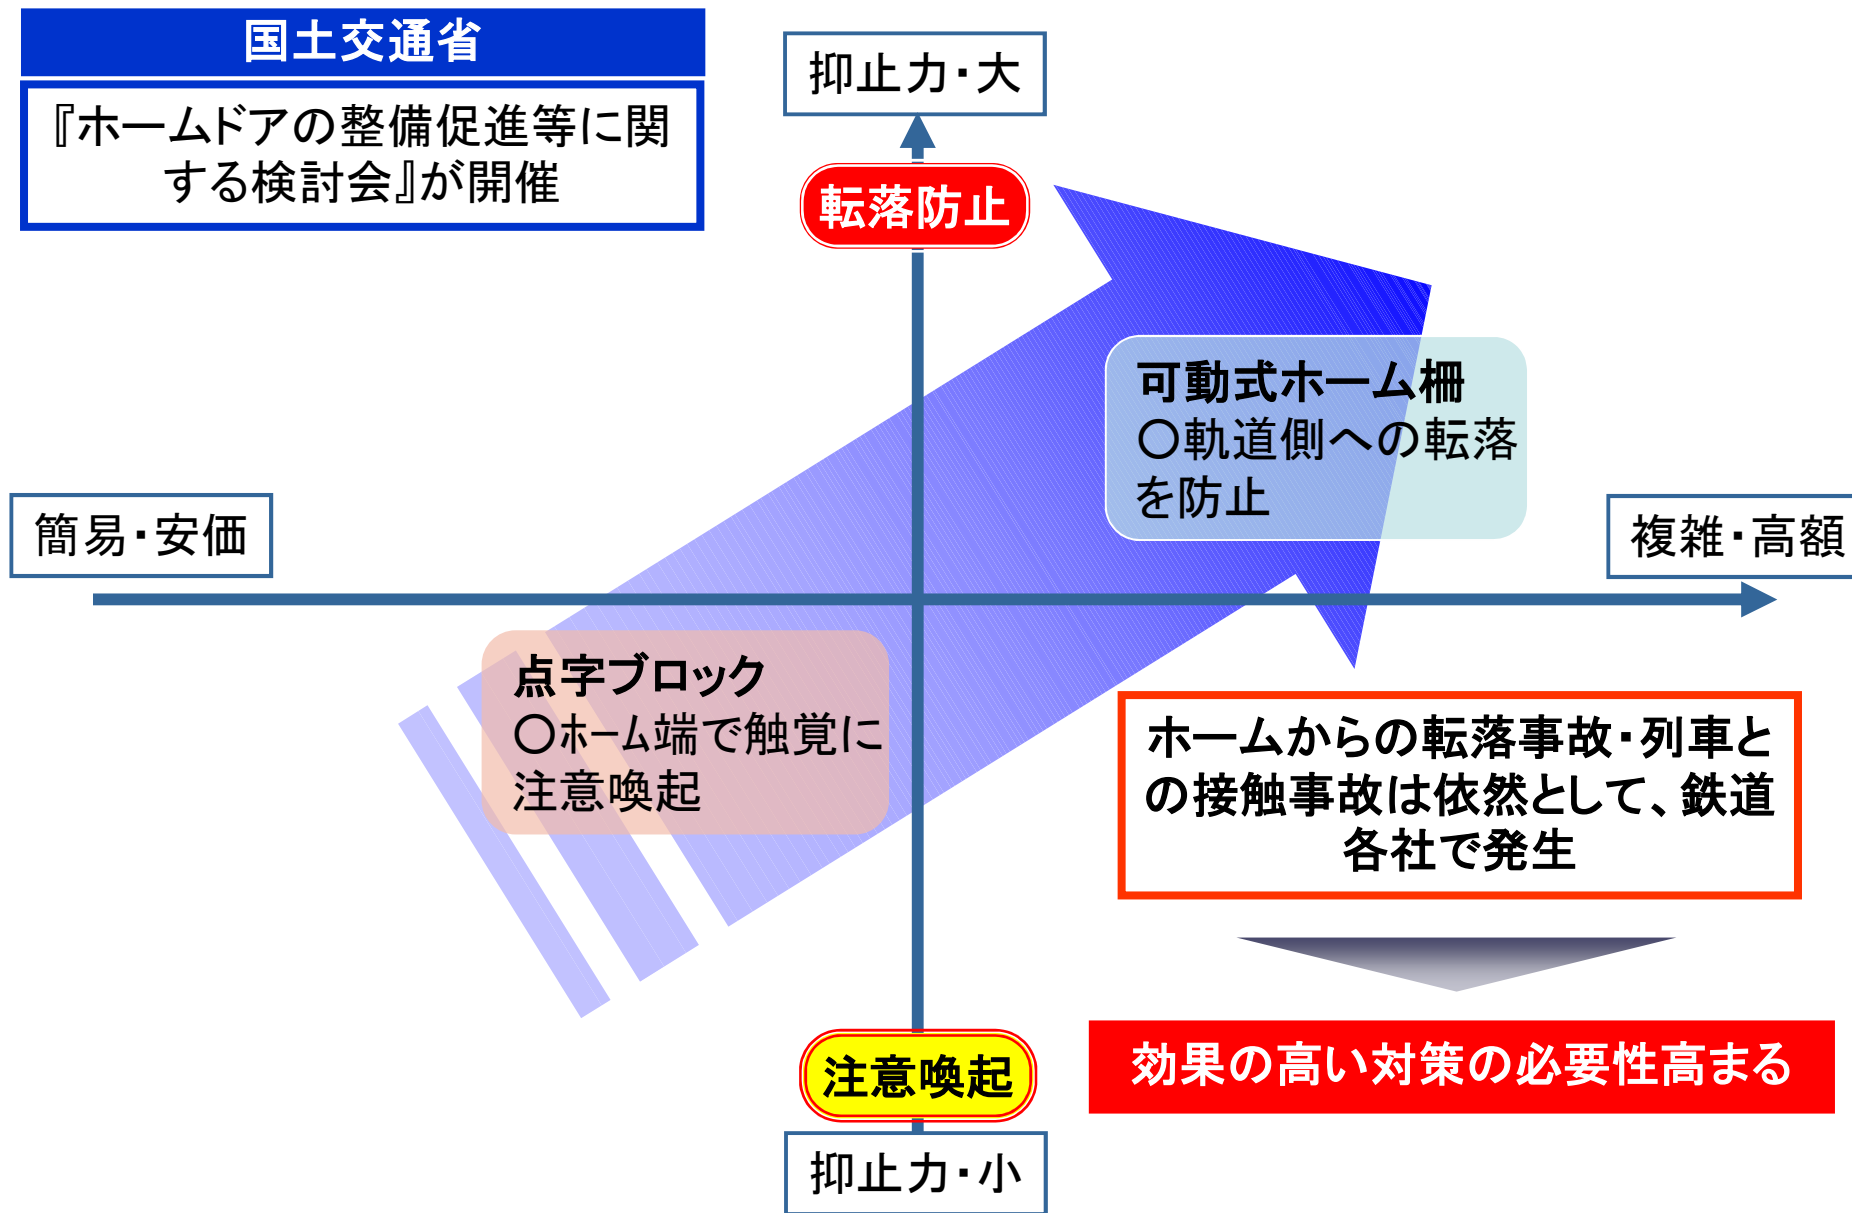 国土交通省
『ホームドアの整備促進等に関
する検討会』が開催
抑止力・大
転落防止
可動式ホーム柵
○軌道側への転落
を防止
簡易・安価
複雑・高額
点字ブロック
○ﾎｰﾑ端で触覚に
注意喚起
ホームからの転落事故・列車と
の接触事故は依然として、鉄道
各社で発生
効果の高い対策の必要性高まる
注意喚起
抑止力・小